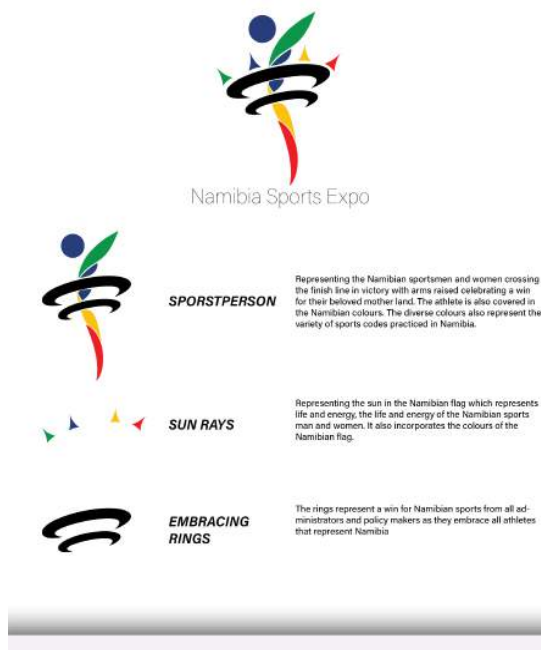 Namibia Sports Expo
SPORSTPERSON
Representing the Namibian sportsmen and women crossing
the finish line in victory with arms raised celebrating a win
for their beloved mother land. The athlete is also covered in
the Namibian colours. The diverse colours also represent the
variety of sports codes practiced in Namibia.
SUN RAYS
Representing the sun in the Namibian flag which represents
life and energy, the life and energy of the Namibian sports
man and women. It also incorporates the colours of the
Namibian flag.
EMBRACING
RINGS
The rings represent a win for Namibian sports from all ad-
ministrators and policy makers as they embrace all athletes
that represent Namibia